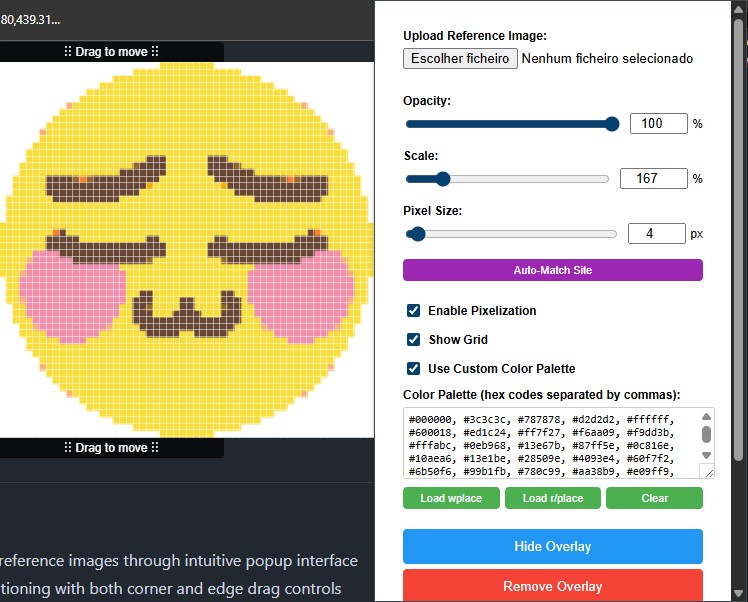 80,439.31...
⠿ Drag to move ⠿
⠿ Drag to move ⠿
reference images through intuitive popup interface
tioning with both corner and edge drag controls
Upload Reference Image:
Escolher ficheiro Nenhum ficheiro selecionado
Opacity:
100 %
Scale:
167 %
Pixel Size:
4 px
Auto-Match Site
Enable Pixelization
Show Grid
Use Custom Color Palette
Color Palette (hex codes separated by commas):
#000000, #3c3c3c, #787878, #d2d2d2, #ffffff,
#600018, #ed1c24, #ff7f27, #f6aa09, #f9dd3b,
#fffabc, #0eb968, #13e67b, #87ff5e, #0c816e,
#10aea6, #13e1be, #28509e, #4093e4, #60f7f2,
#6b50f6, #99b1fb, #780c99, #aa38b9, #e09ff9,
Load wplace Load r/place Clear
Hide Overlay
Remove Overlay